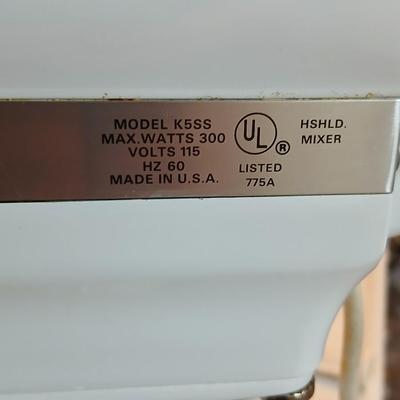 MODEL K5SS
MAX.WATTS 300
VOLTS 115
HZ 60
MADE IN U.S.A.
UL ®
LISTED
775A
HSHLD.
MIXER